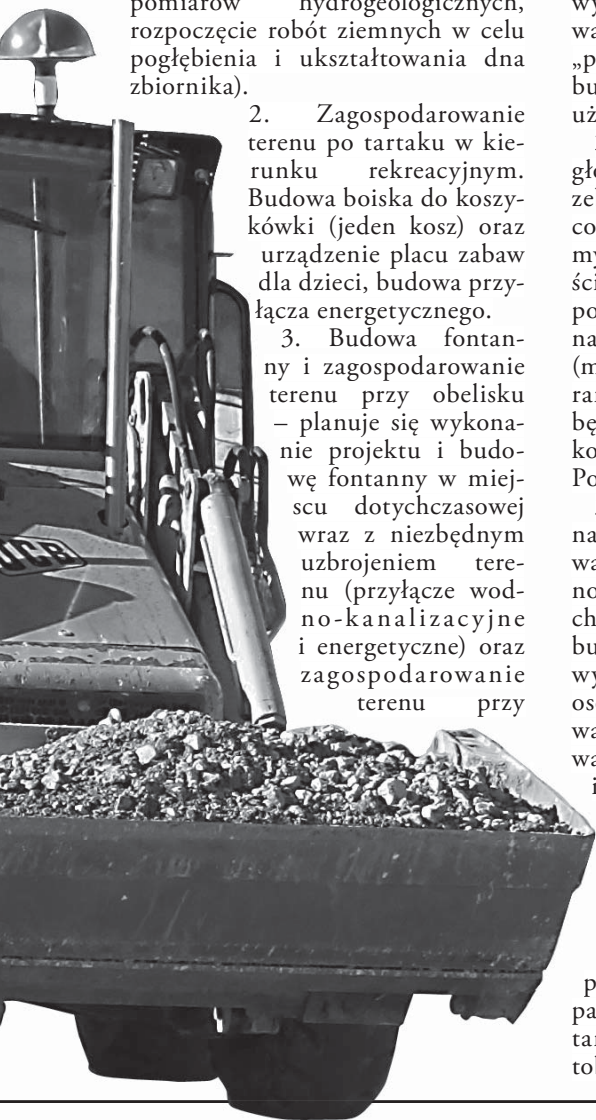 pomiarów hydrogeologicznych,
rozpoczęcie robót ziemnych w celu
pogłębienia i ukształtowania dna
zbiornika).
2. Zagospodarowanie
terenu po tartaku w kie-
runku rekreacyjnym.
Budowa boiska do koszy-
kówki (jeden kosz) oraz
urządzenie placu zabaw
dla dzieci, budowa przy-
łącza energetycznego.
3. Budowa fontan-
ny i zagospodarowanie
terenu przy obelisku
– planuje się wykona-
nie projektu i budo-
wę fontanny w miej-
scu dotychczasowej
wraz z niezbędnym
uzbrojeniem tere-
nu (przyłącze wod-
no-kanalizacyjne
i energetyczne) oraz
zagospodarowanie
terenu przy
JCB